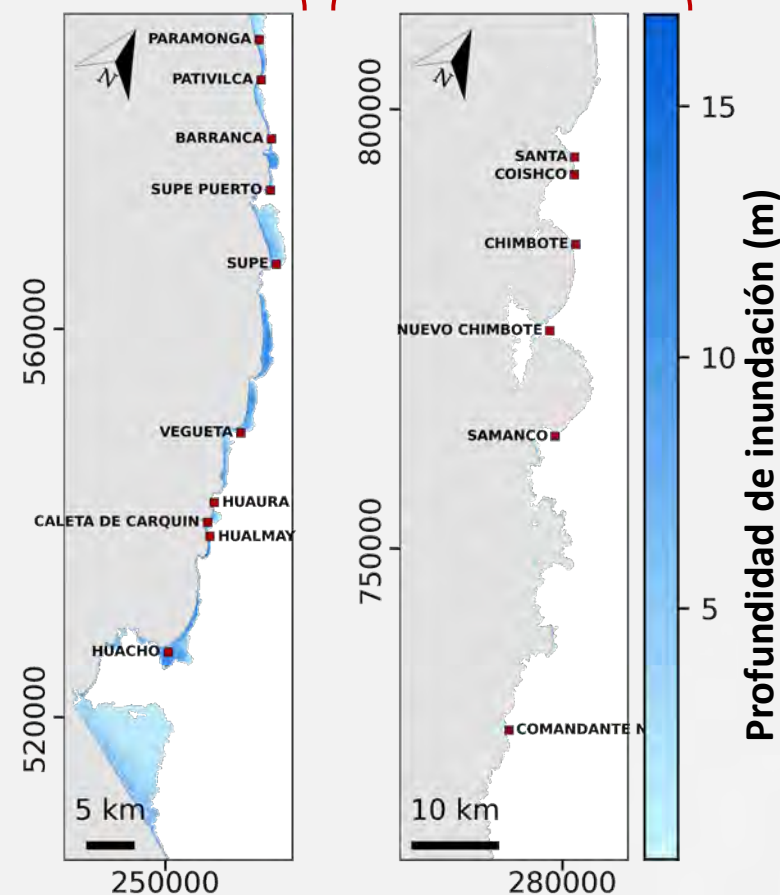 PARAMONGA
N
PATIVILCA
BARRANCA
SUPE PUERTO
SUPE
560000
VEGUETA
HUAURA
CALETA DE CARQUIN
HUALMAY
HUACHO
520000
5 km
250000
N
800000
SANTA
COISHCO
CHIMBOTE
NUEVO CHIMBOTE
SAMANCO
750000
COMANDANTE N
10 km
280000
15
10
5
Profundidad de inundación (m)